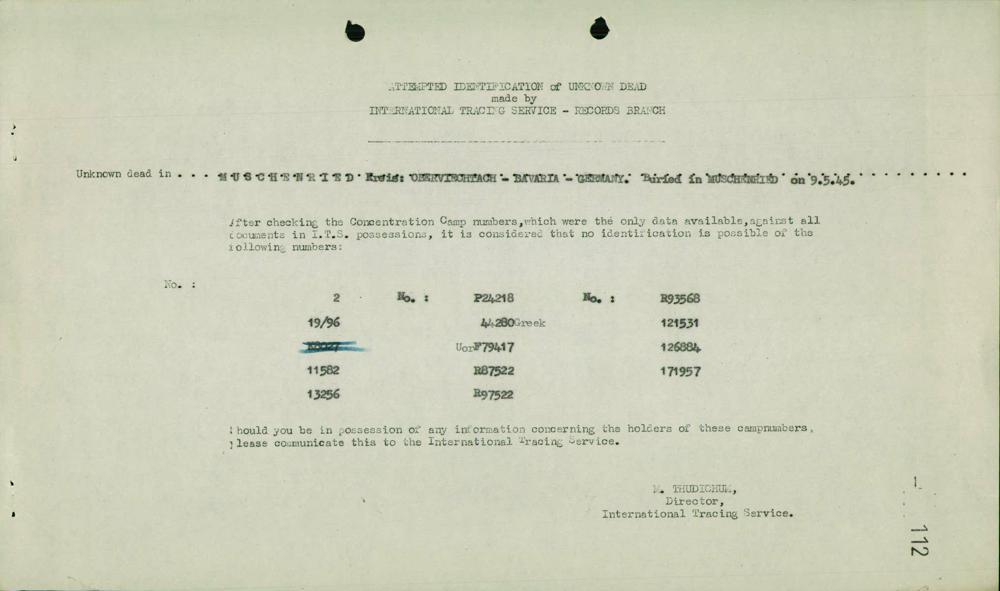 ATTEMPTED IDENTIFICATION of UNKNOWN DEAD
made by
INTERNATIONAL TRACING SERVICE - RECORDS BRANCH
Unknown dead in . . . MUSCHENRIED Kreis: OBERVIECHTACH - BAVARIA - GERMANY. Buried in MUSCHENRIED on 9.5.45.
After checking the Concentration Camp numbers,which were the only data available,against all
documents in I.T.S. possessions, it is considered that no identification is possible of the
following numbers:
No. :
2 No. : P24218 No. : R93568
19/96 44280Greek 121531
UorF79417 126884
11582 R87522 171957
13256 R97522
Should you be in possession of any information concerning the holders of these campnumbers,
please communicate this to the International Tracing Service.
M. THUDICHUM,
Director,
International Tracing Service.
1
112